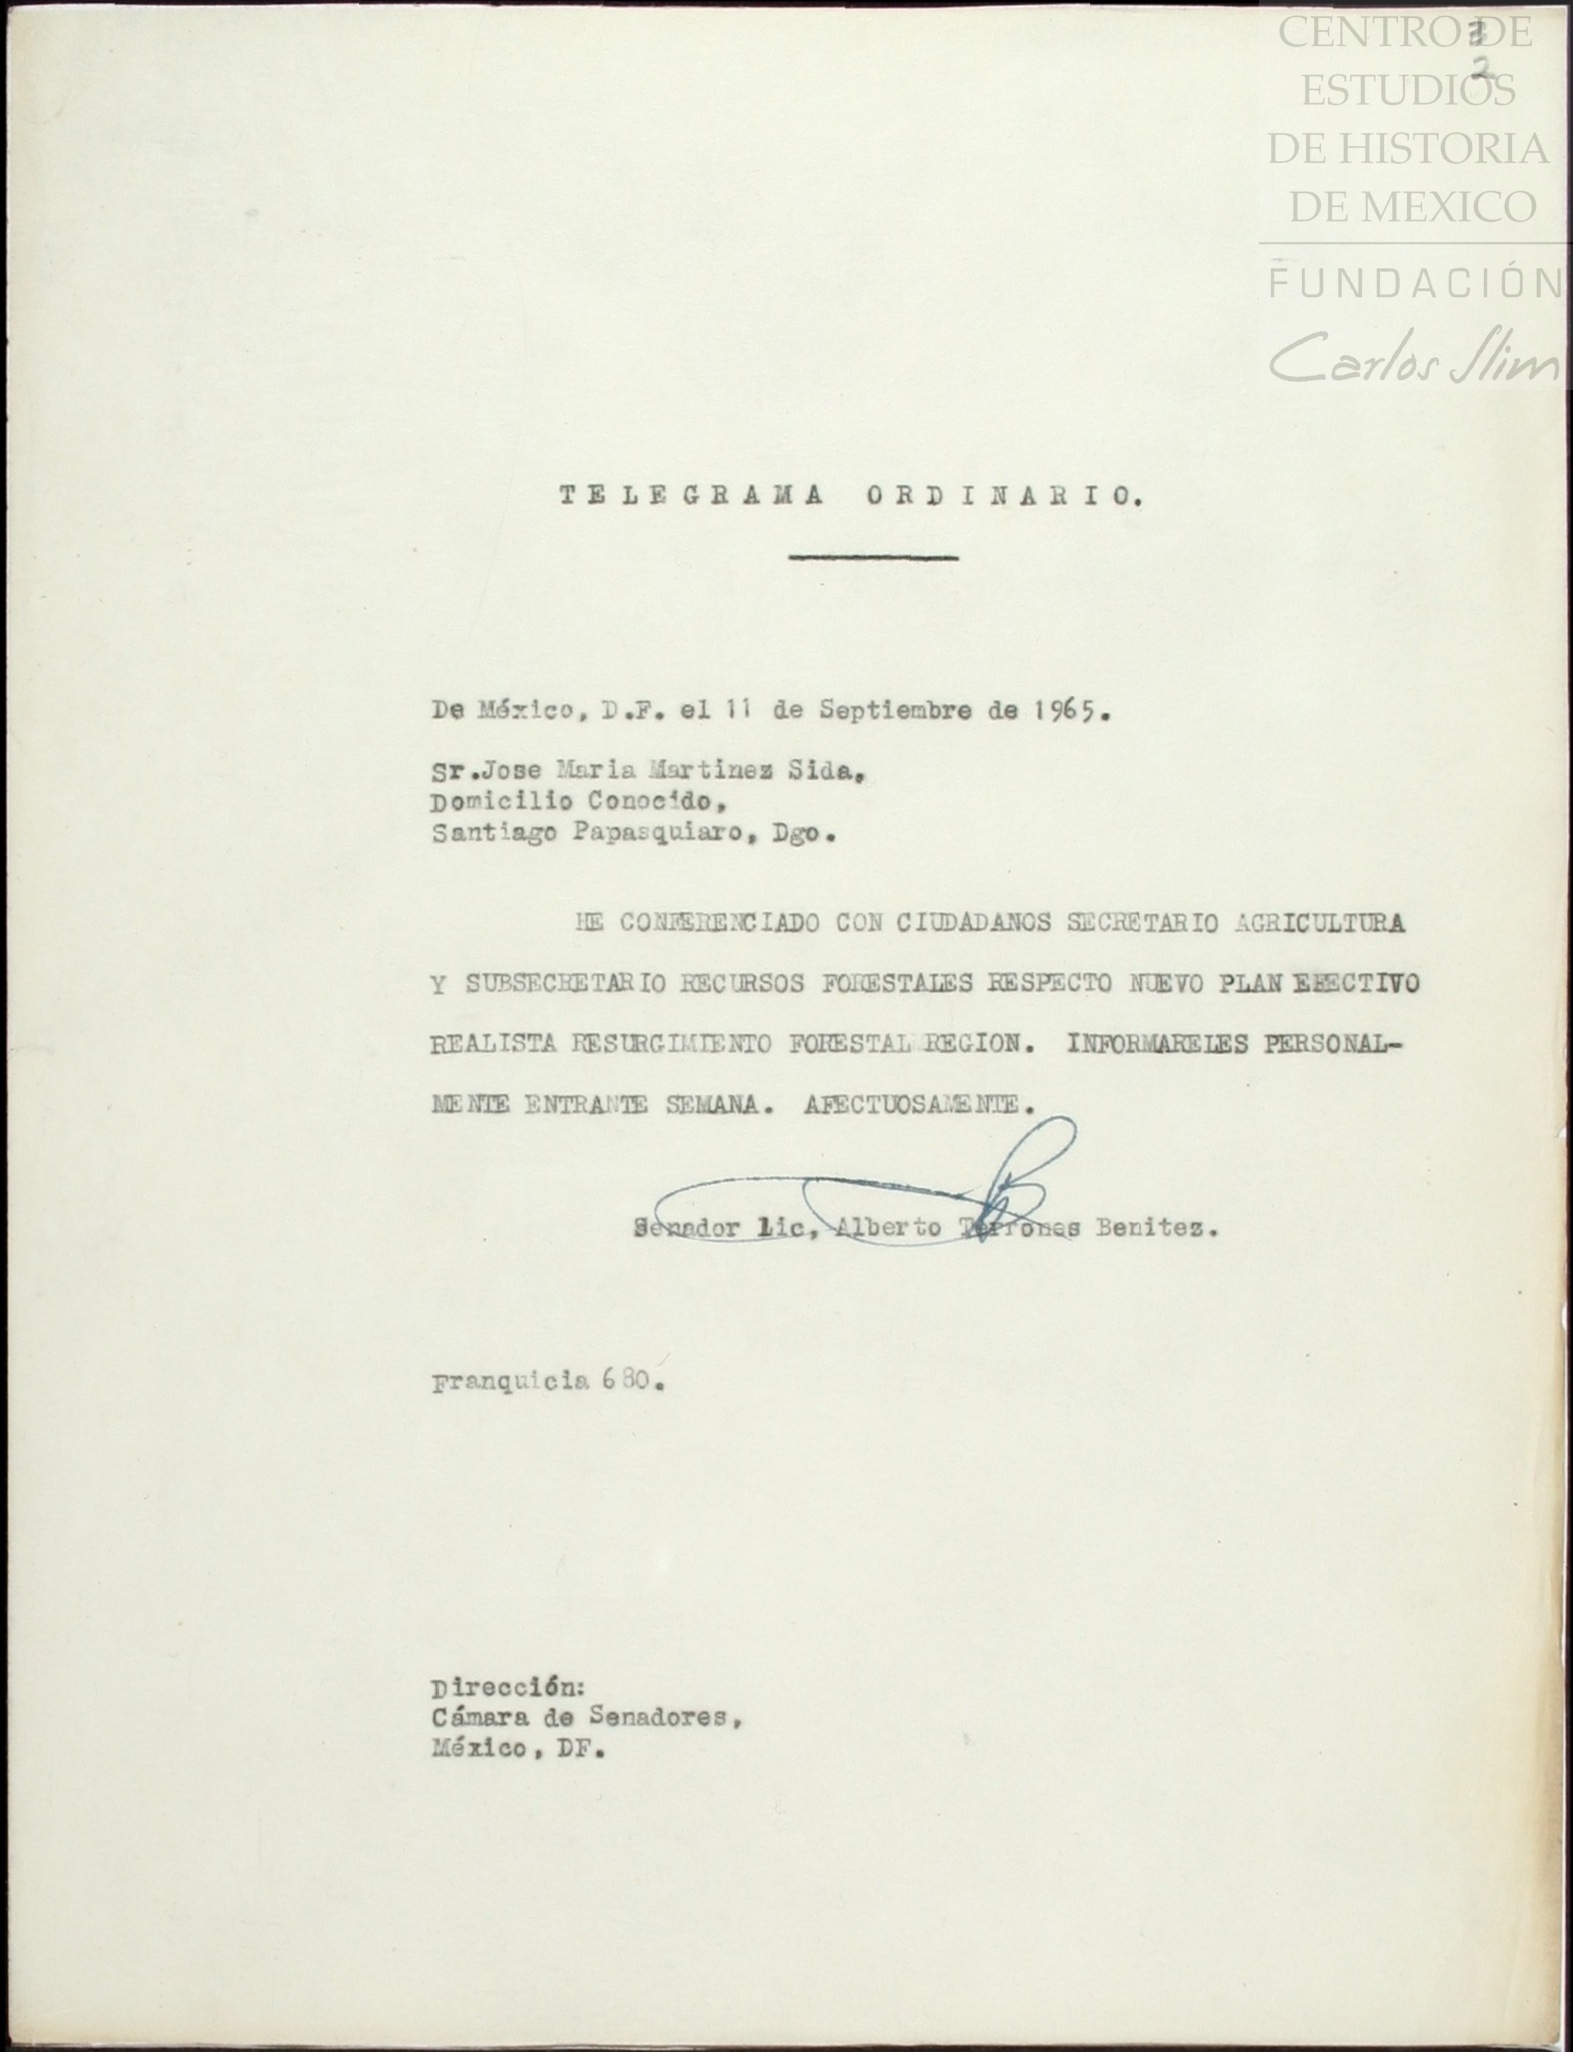 CENTRO DE
ESTUDIOS
DE HISTORIA
DE MEXICO
FUNDACIÓN
Carlos Slim
2
TELEGRAMA ORDINARIO.
De México, D.F. el 11 de Septiembre de 1965.
Sr.Jose Maria Martinez Sida,
Domicilio Conocido,
Santiago Papasquiaro, Dgo.
HE CONFERENCIADO CON CIUDADANOS SECRETARIO AGRICULTURA
Y SUBSECRETARIO RECURSOS FORESTALES RESPECTO NUEVO PLAN EFECTIVO
REALISTA RESURGIMIENTO FORESTAL REGION. INFORMARELES PERSONAL-
MENTE ENTRANTE SEMANA. AFECTUOSAMENTE.
Senador Lic, Alberto Terrones Benitez.
Franquicia 680.
Dirección:
Cámara de Senadores,
México, DF.